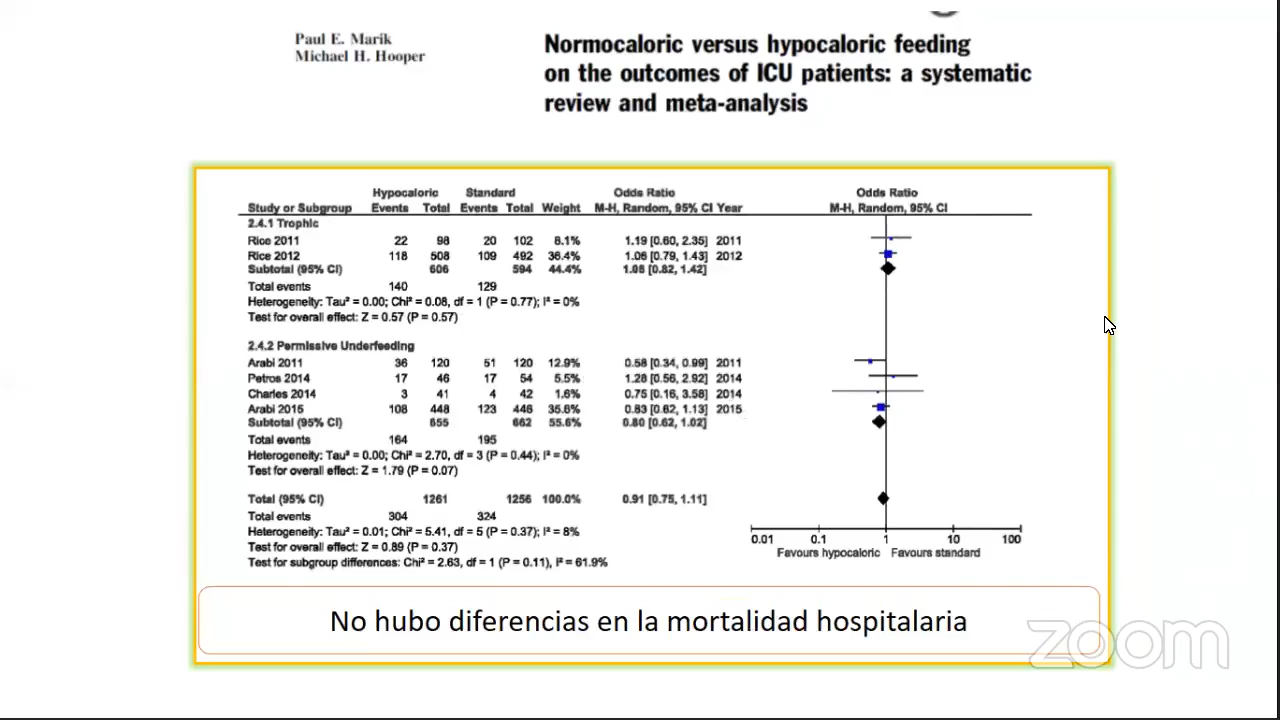 Paul E. Marik
Michael H. Hooper
Normocaloric versus hypocaloric feeding
on the outcomes of ICU patients: a systematic
review and meta-analysis
Hypocaloric Standard Odds Ratio Odds Ratio
Study or Subgroup Events Total Events Total Weight M-H, Random, 95% CI Year M-H, Random, 95% CI
2.4.1 Trophic
Rice 2011 22 98 20 102 8.1% 1.19 [0.60, 2.35] 2011
Rice 2012 118 508 109 492 36.4% 1.06 [0.79, 1.43] 2012
Subtotal (95% CI) 606 594 44.4% 1.08 [0.82, 1.42]
Total events 140 129
Heterogeneity: Tau² = 0.00; Chi² = 0.08, df = 1 (P = 0.77); I² = 0%
Test for overall effect: Z = 0.57 (P = 0.57)
2.4.2 Permissive Underfeeding
Arabi 2011 36 120 51 120 12.9% 0.58 [0.34, 0.99] 2011
Petros 2014 17 46 17 54 5.5% 1.28 [0.56, 2.92] 2014
Charles 2014 3 41 4 42 1.6% 0.75 [0.16, 3.58] 2014
Arabi 2015 108 448 123 446 35.6% 0.83 [0.62, 1.13] 2015
Subtotal (95% CI) 655 662 55.6% 0.80 [0.62, 1.02]
Total events 164 195
Heterogeneity: Tau² = 0.00; Chi² = 2.70, df = 3 (P = 0.44); I² = 0%
Test for overall effect: Z = 1.79 (P = 0.07)
Total (95% CI) 1261 1256 100.0% 0.91 [0.75, 1.11]
Total events 304 324
Heterogeneity: Tau² = 0.01; Chi² = 5.41, df = 5 (P = 0.37); I² = 8%
Test for overall effect: Z = 0.89 (P = 0.37)
Test for subgroup differences: Chi² = 2.63, df = 1 (P = 0.11), I² = 61.9%
0.01 0.1 1 10 100
Favours hypocaloric Favours standard
No hubo diferencias en la mortalidad hospitalaria
zoom